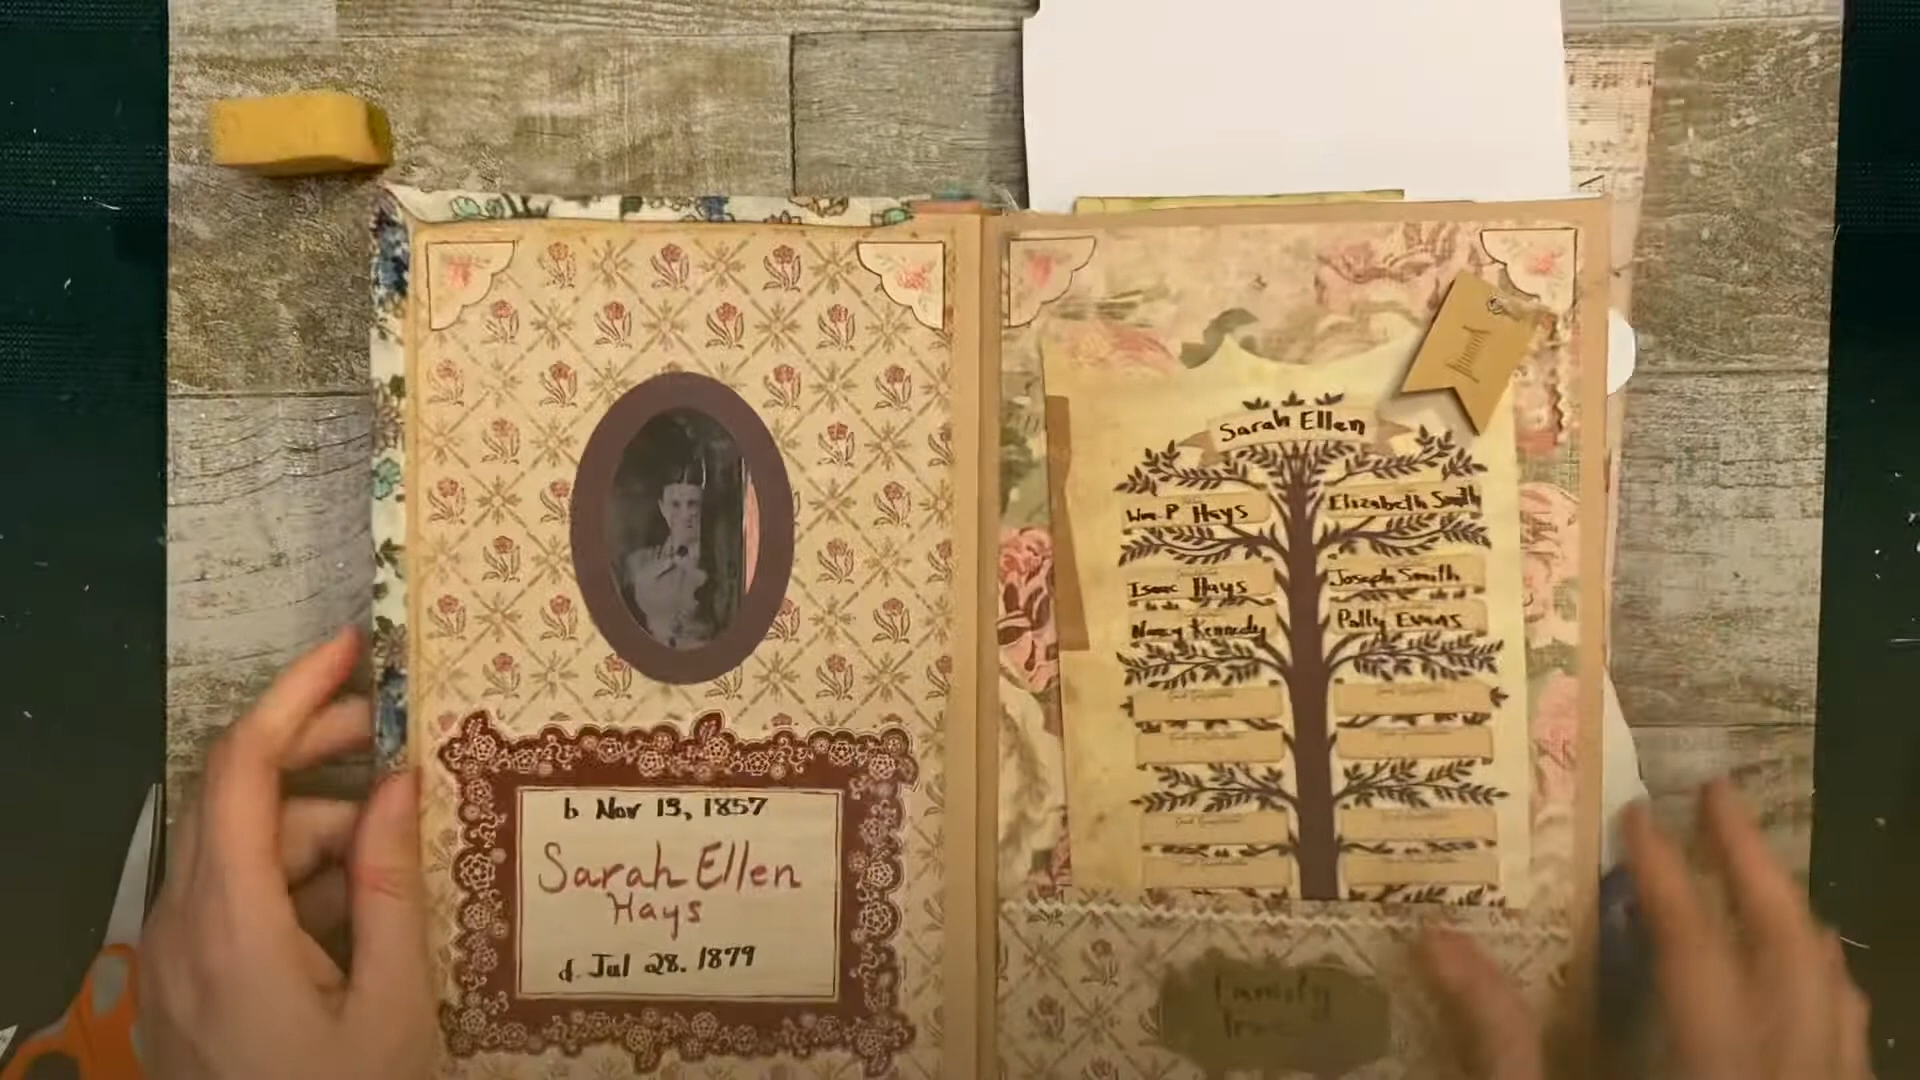 b Nov 13, 1857
Sarah Ellen
Hays
d. Jul 28. 1879
Sarah Ellen
Wm. P Hays
Elizabeth Smith
Isaac Hays
Joseph Smith
Nancy Kennedy
Polly Evans
Family
Tree